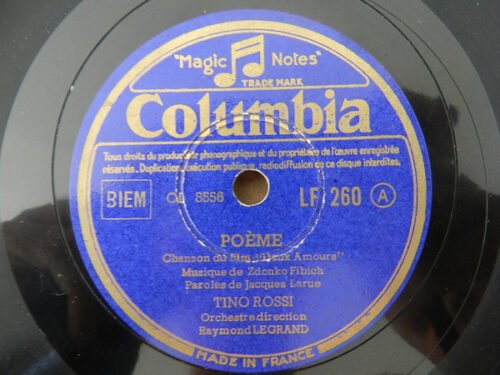 "Magic Notes"
TRADE MARK
Columbia
Tous droits du producteur phonographique et du propriétaire de l'œuvre enregistrée
réservés. Duplication, exécution publique, radiodiffusion de ce disque interdites.
BIEM CL 8556 LF 260 A
POÈME
Chanson du film "Deux Amours"
Musique de Zdenko Fibich
Paroles de Jacques Larue
TINO ROSSI
Orchestre direction
Raymond LEGRAND
MADE IN FRANCE